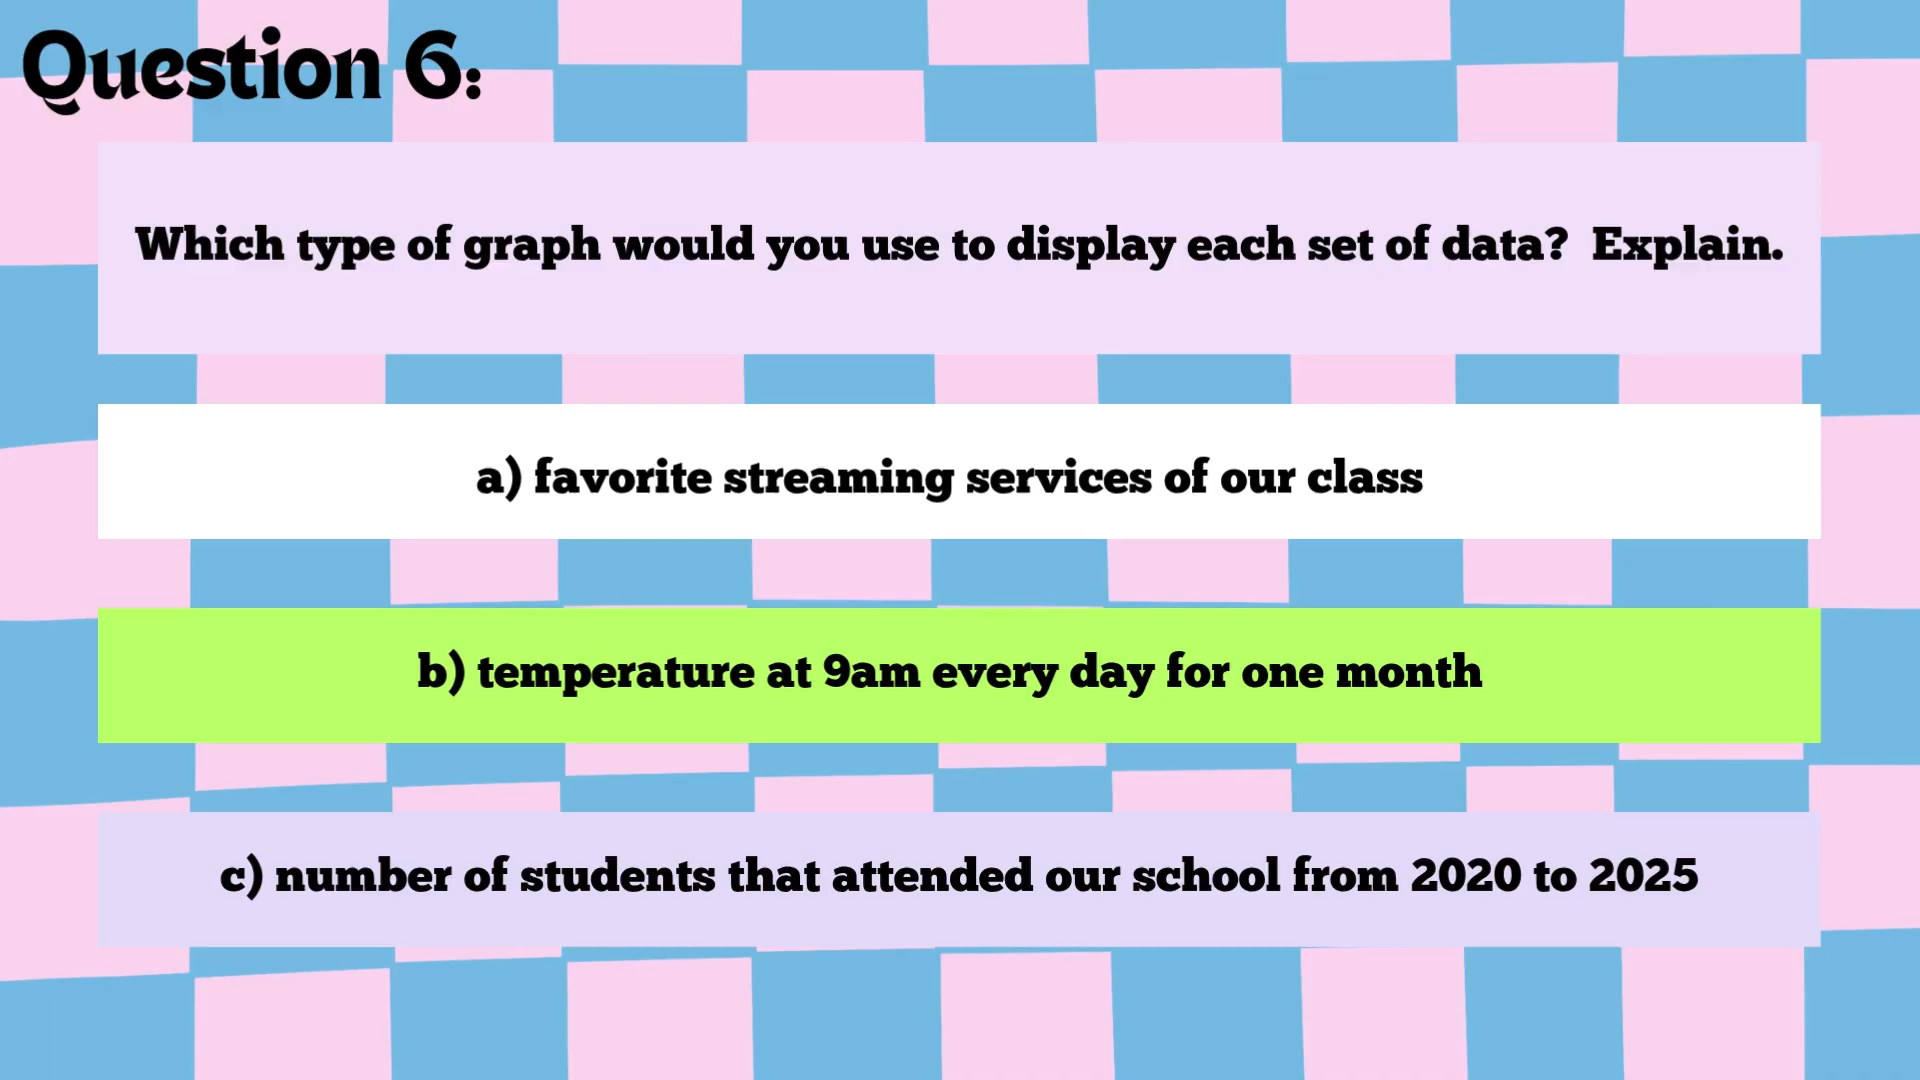 Question 6:
Which type of graph would you use to display each set of data?  Explain.
a) favorite streaming services of our class
b) temperature at 9am every day for one month
c) number of students that attended our school from 2020 to 2025